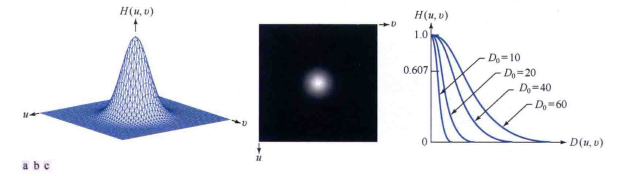 H(u, v)
u
v
v
u
H(u, v)
1.0
0.607
0
D₀=10
D₀=20
D₀=40
D₀=60
D(u, v)
a b c